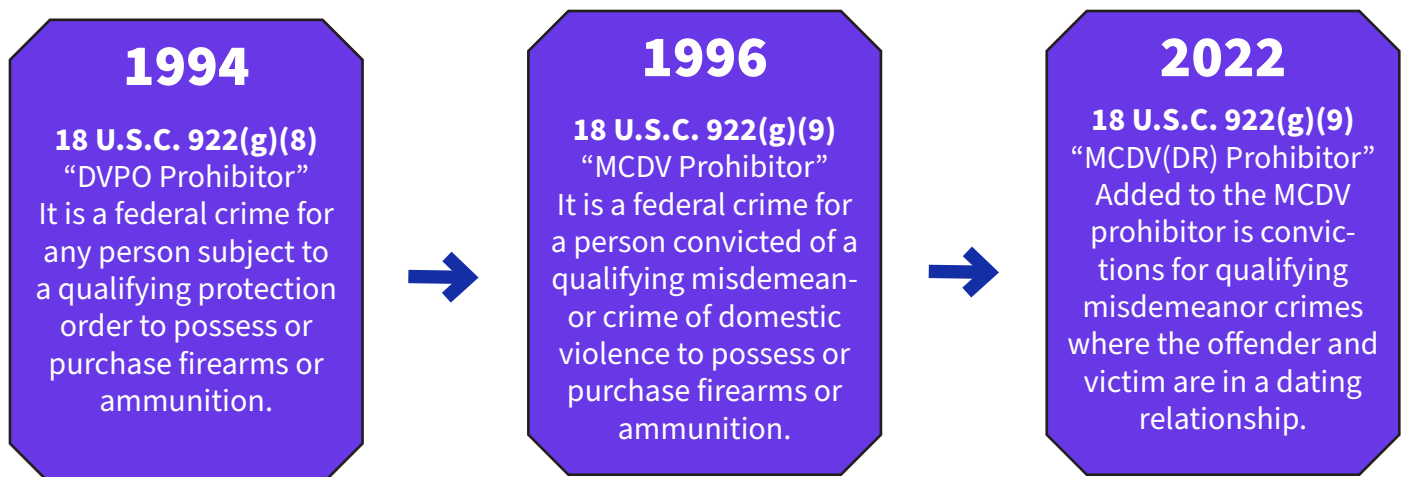 1994
18 U.S.C. 922(g)(8)
“DVPO Prohibitor”
It is a federal crime for
any person subject to
a qualifying protection
order to possess or
purchase firearms or
ammunition.
1996
18 U.S.C. 922(g)(9)
“MCDV Prohibitor”
It is a federal crime for
a person convicted of a
qualifying misdemean-
or crime of domestic
violence to possess or
purchase firearms or
ammunition.
2022
18 U.S.C. 922(g)(9)
“MCDV(DR) Prohibitor”
Added to the MCDV
prohibitor is convic-
tions for qualifying
misdemeanor crimes
where the offender and
victim are in a dating
relationship.